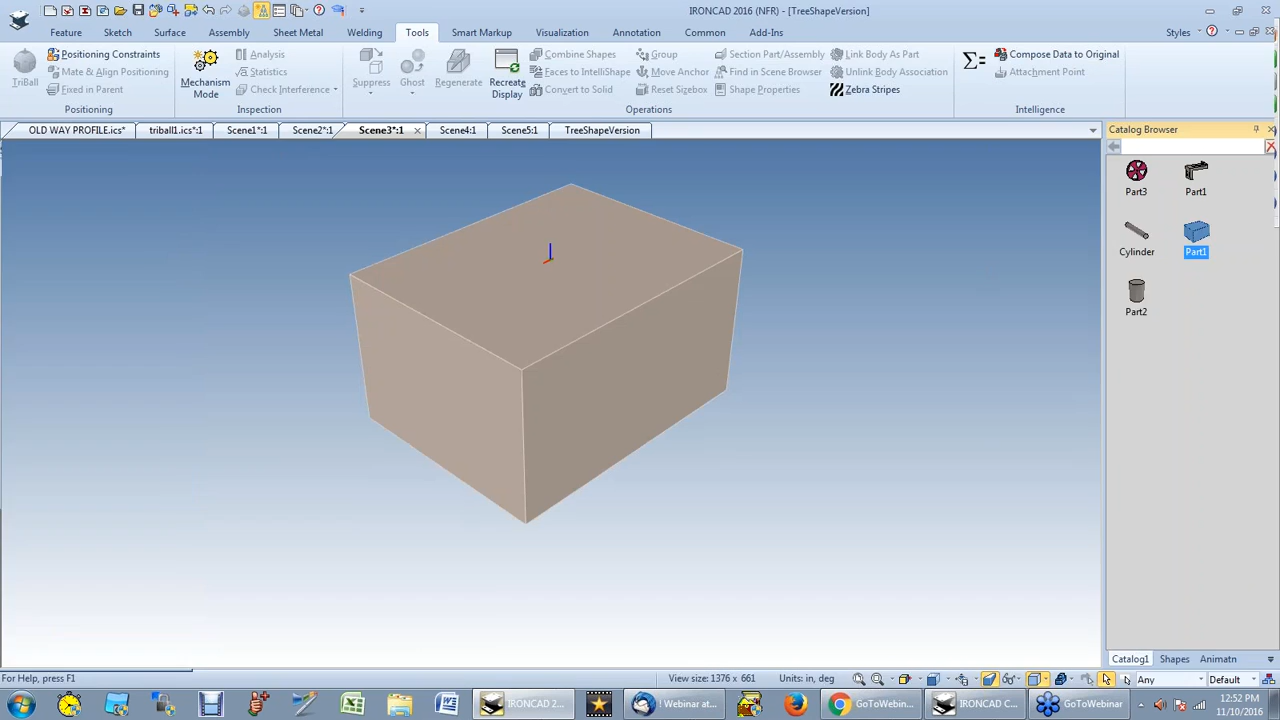 IRONCAD 2016 (NFR) - [TreeShapeVersion]
Feature Sketch Surface Assembly Sheet Metal Welding Tools Smart Markup Visualization Annotation Common Add-Ins Styles
TriBall
Positioning Constraints
Mate & Align Positioning
Fixed in Parent
Positioning
Mechanism Mode
Analysis
Statistics
Check Interference
Inspection
Suppress
Ghost
Regenerate
Recreate Display
Combine Shapes
Faces to IntelliShape
Convert to Solid
Group
Move Anchor
Reset Sizebox
Section Part/Assembly
Find in Scene Browser
Shape Properties
Link Body As Part
Unlink Body Association
Zebra Stripes
Operations
Compose Data to Original
Attachment Point
Intelligence
OLD WAY PROFILE.ics* triball1.ics*:1 Scene1*:1 Scene2*:1 Scene3*:1 Scene4:1 Scene5:1 TreeShapeVersion
Catalog Browser
Part3 Part1
Cylinder Part1
Part2
Catalog1 Shapes Animatn
For Help, press F1
View size: 1376 x 661 Units: in, deg
Any Default
IRONCAD 2... ! Webinar at... GoToWebin... IRONCAD C... GoToWebinar
12:52 PM
11/10/2016